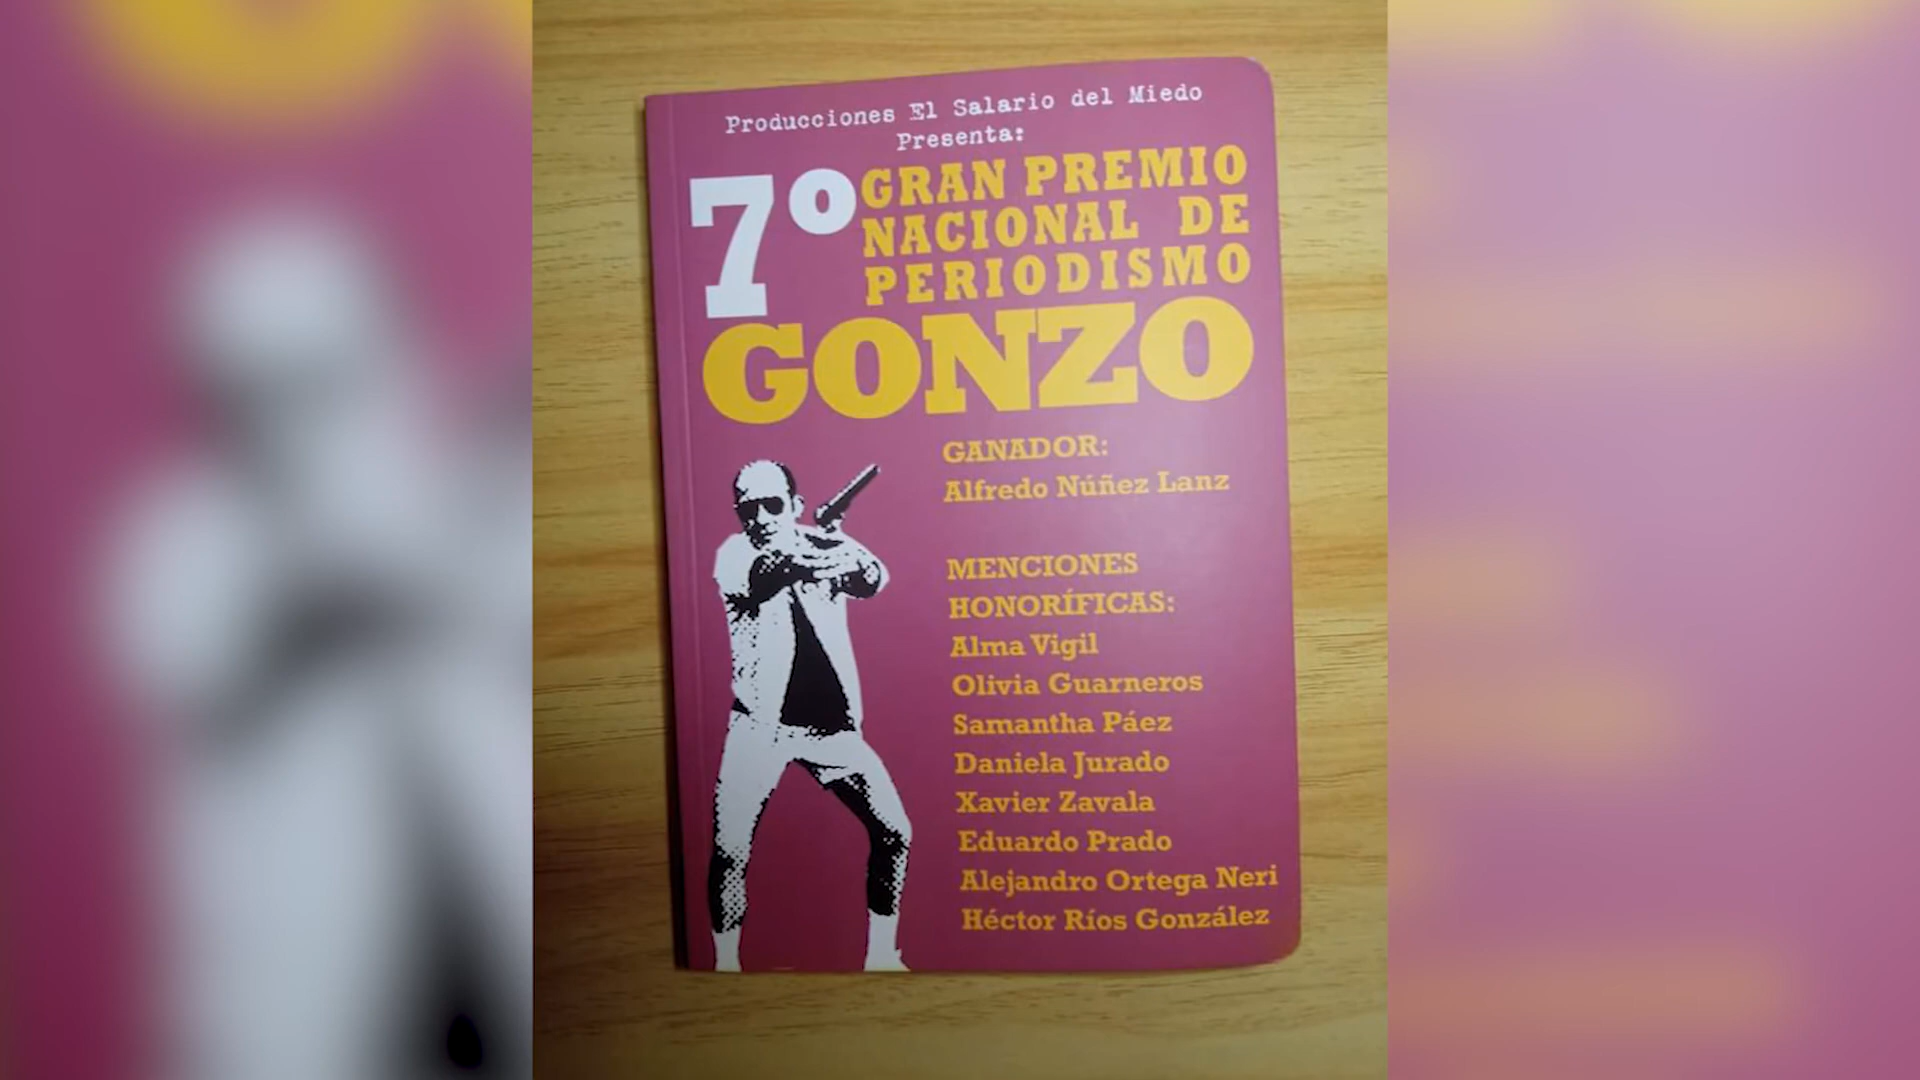 Producciones El Salario del Miedo
Presenta:
7º GRAN PREMIO
NACIONAL DE
PERIODISMO
GONZO
GANADOR:
Alfredo Núñez Lanz
MENCIONES
HONORÍFICAS:
Alma Vigil
Olivia Guarneros
Samantha Páez
Daniela Jurado
Xavier Zavala
Eduardo Prado
Alejandro Ortega Neri
Héctor Ríos González